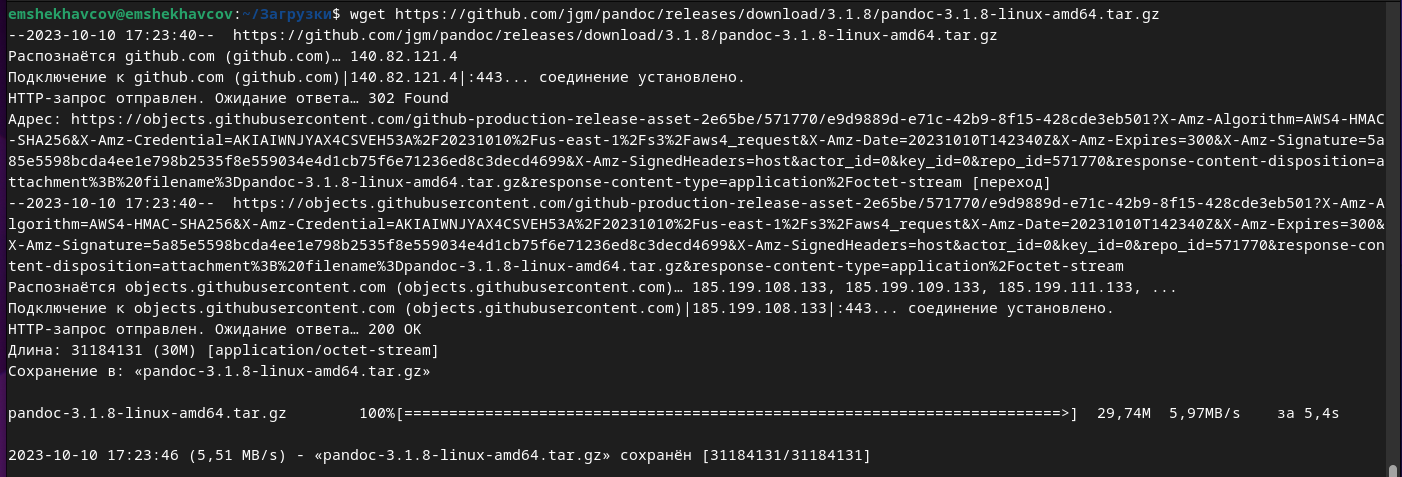 emshekhavcov@emshekhavcov:~/Загрузки$ wget https://github.com/jgm/pandoc/releases/download/3.1.8/pandoc-3.1.8-linux-amd64.tar.gz
--2023-10-10 17:23:40--  https://github.com/jgm/pandoc/releases/download/3.1.8/pandoc-3.1.8-linux-amd64.tar.gz
Распознаётся github.com (github.com)… 140.82.121.4
Подключение к github.com (github.com)|140.82.121.4|:443... соединение установлено.
HTTP-запрос отправлен. Ожидание ответа… 302 Found
Адрес: https://objects.githubusercontent.com/github-production-release-asset-2e65be/571770/e9d9889d-e71c-42b9-8f15-428cde3eb501?X-Amz-Algorithm=AWS4-HMAC
-SHA256&X-Amz-Credential=AKIAIWNJYAX4CSVEH53A%2F20231010%2Fus-east-1%2Fs3%2Faws4_request&X-Amz-Date=20231010T142340Z&X-Amz-Expires=300&X-Amz-Signature=5a
85e5598bcda4ee1e798b2535f8e559034e4d1cb75f6e71236ed8c3decd4699&X-Amz-SignedHeaders=host&actor_id=0&key_id=0&repo_id=571770&response-content-disposition=a
ttachment%3B%20filename%3Dpandoc-3.1.8-linux-amd64.tar.gz&response-content-type=application%2Foctet-stream [переход]
--2023-10-10 17:23:40--  https://objects.githubusercontent.com/github-production-release-asset-2e65be/571770/e9d9889d-e71c-42b9-8f15-428cde3eb501?X-Amz-A
lgorithm=AWS4-HMAC-SHA256&X-Amz-Credential=AKIAIWNJYAX4CSVEH53A%2F20231010%2Fus-east-1%2Fs3%2Faws4_request&X-Amz-Date=20231010T142340Z&X-Amz-Expires=300&
X-Amz-Signature=5a85e5598bcda4ee1e798b2535f8e559034e4d1cb75f6e71236ed8c3decd4699&X-Amz-SignedHeaders=host&actor_id=0&key_id=0&repo_id=571770&response-con
tent-disposition=attachment%3B%20filename%3Dpandoc-3.1.8-linux-amd64.tar.gz&response-content-type=application%2Foctet-stream
Распознаётся objects.githubusercontent.com (objects.githubusercontent.com)… 185.199.108.133, 185.199.109.133, 185.199.111.133, ...
Подключение к objects.githubusercontent.com (objects.githubusercontent.com)|185.199.108.133|:443... соединение установлено.
HTTP-запрос отправлен. Ожидание ответа… 200 OK
Длина: 31184131 (30M) [application/octet-stream]
Сохранение в: «pandoc-3.1.8-linux-amd64.tar.gz»
pandoc-3.1.8-linux-amd64.tar.gz        100%[=========================================================================>]  29,74M  5,97MB/s    за 5,4s
2023-10-10 17:23:46 (5,51 MB/s) - «pandoc-3.1.8-linux-amd64.tar.gz» сохранён [31184131/31184131]